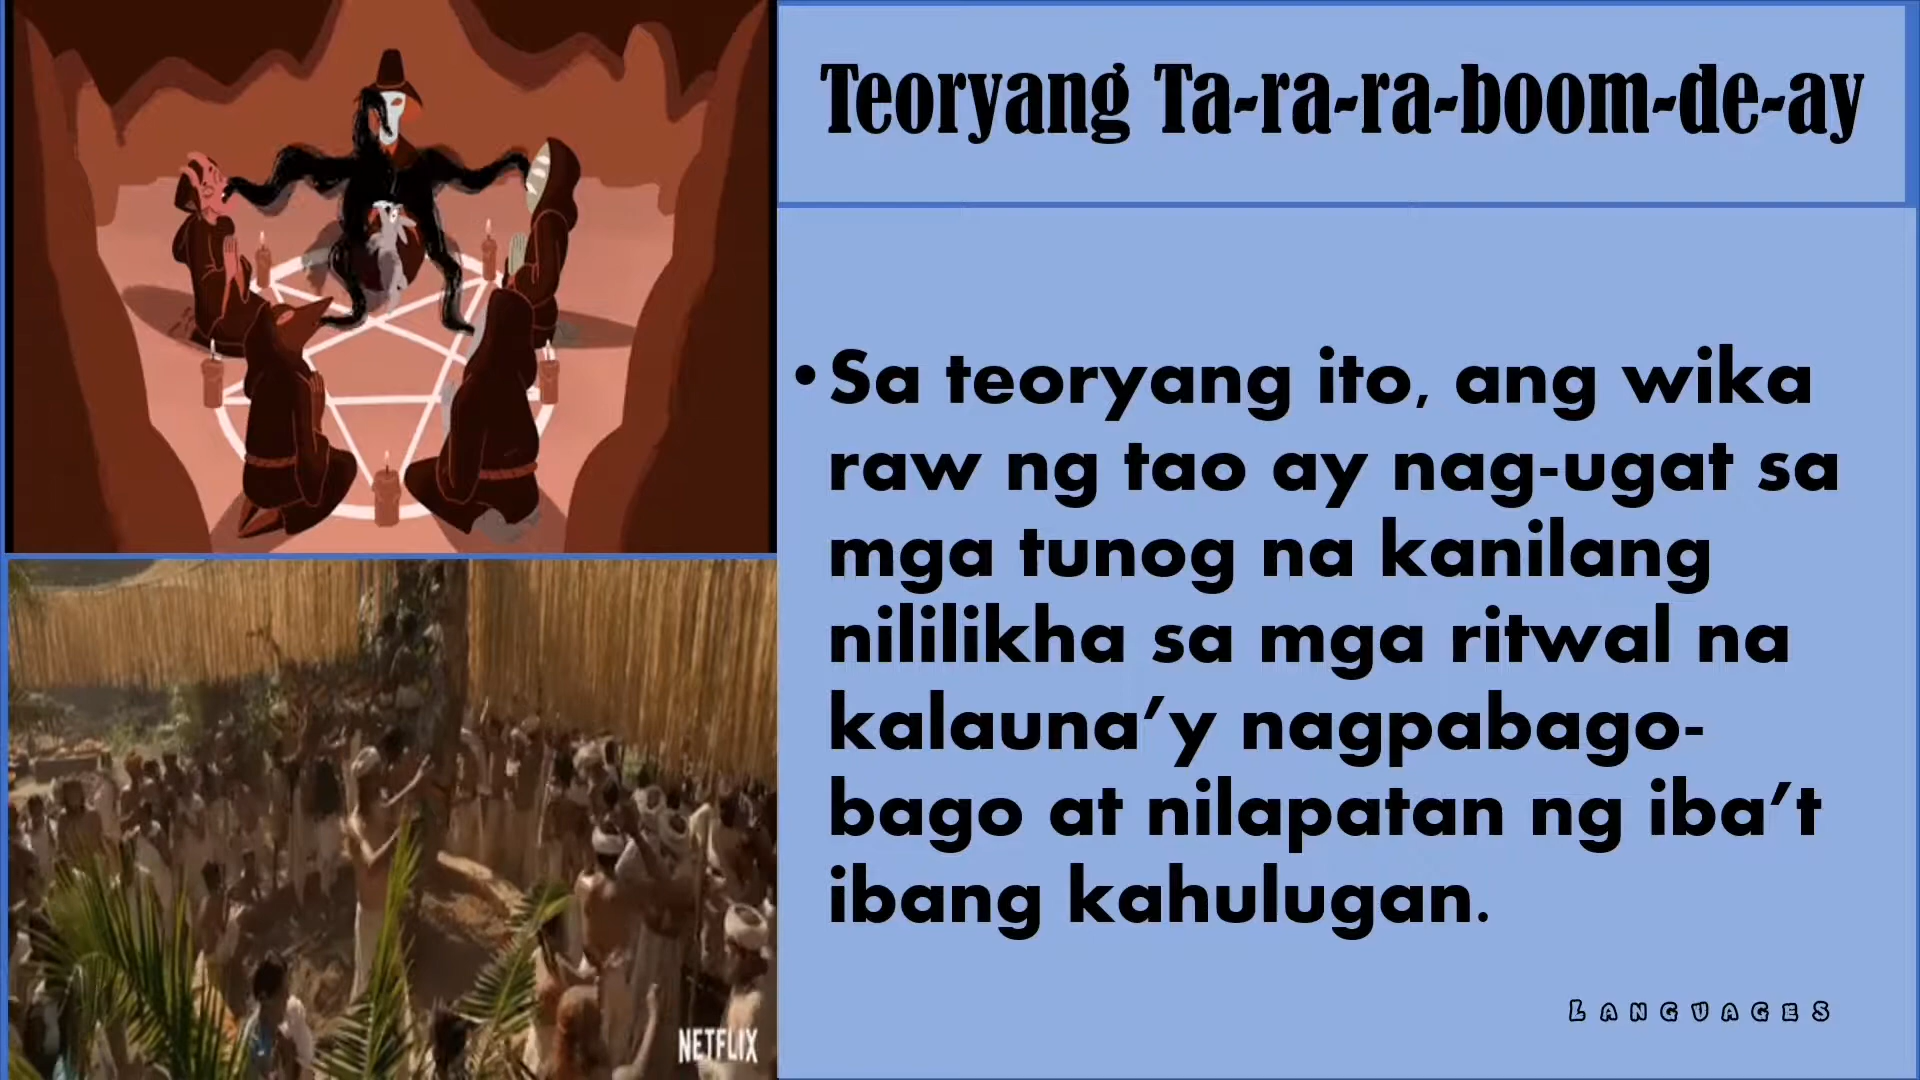 Teoryang Ta-ra-ra-boom-de-ay
•Sa teoryang ito, ang wika
raw ng tao ay nag-ugat sa
mga tunog na kanilang
nililikha sa mga ritwal na
kalauna’y nagpabago-
bago at nilapatan ng iba’t
ibang kahulugan.
LANGUAGES
NETFLIX